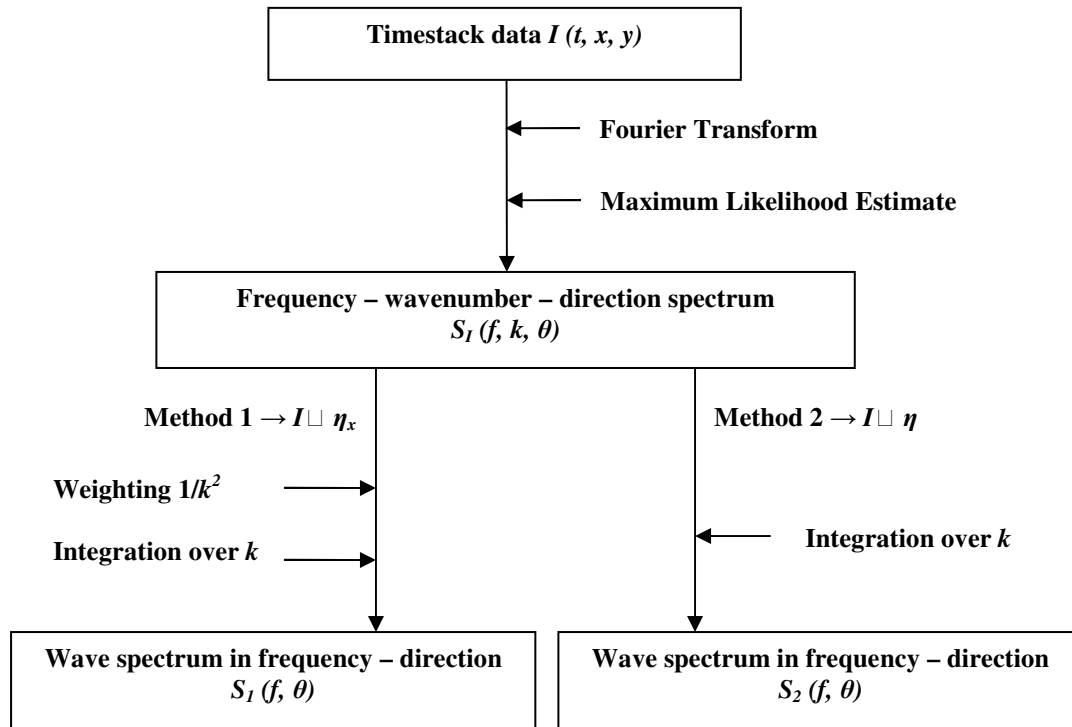 Timestack data I (t, x, y)
Fourier Transform
Maximum Likelihood Estimate
Frequency – wavenumber – direction spectrum
S_I (f, k, θ)
Method 1 → I □ η_x
Method 2 → I □ η
Weighting 1/k²
Integration over k
Integration over k
Wave spectrum in frequency – direction
S_1 (f, θ)
Wave spectrum in frequency – direction
S_2 (f, θ)